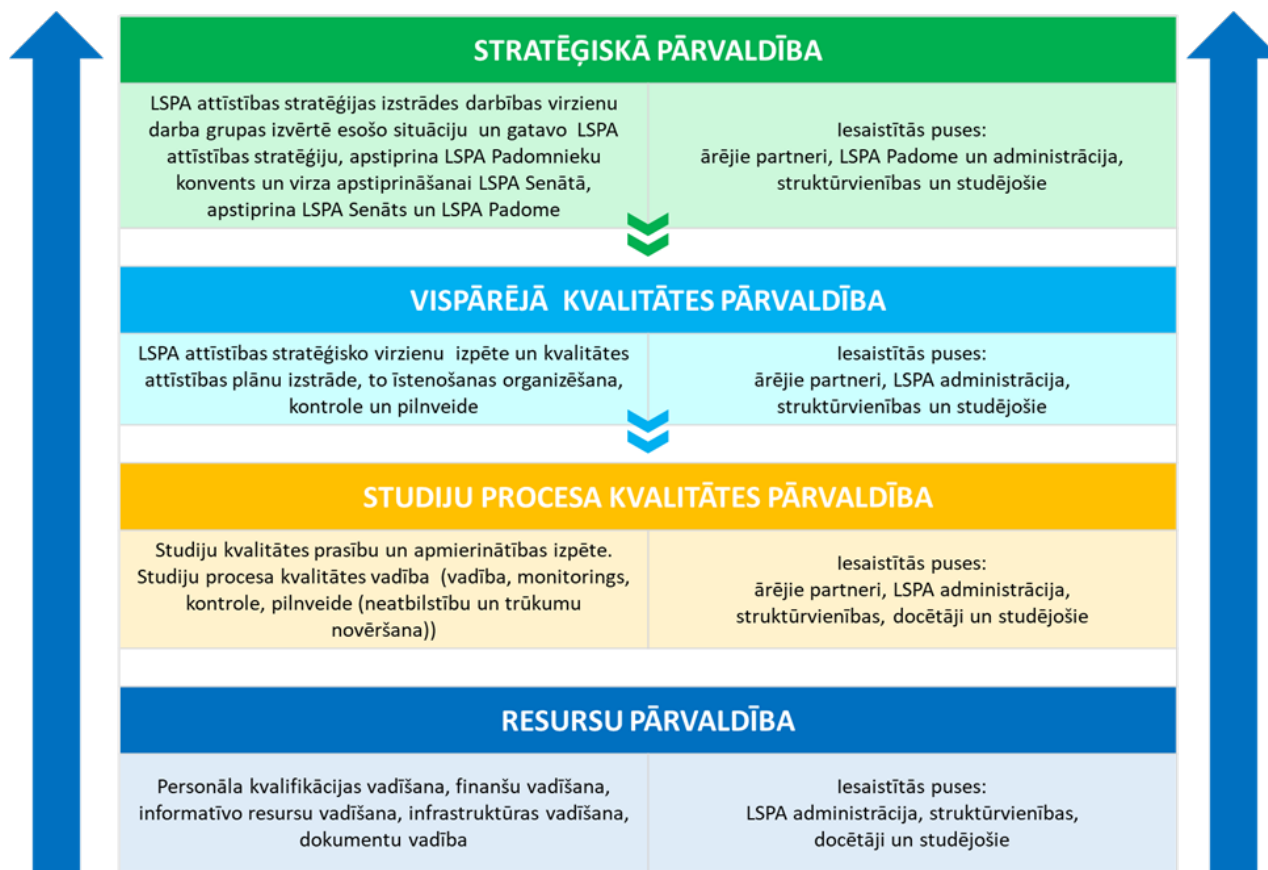 STRATĒĢISKĀ PĀRVALDĪBA
LSPA attīstības stratēģijas izstrādes darbības virzienu
darba grupas izvērtē esošo situāciju un gatavo LSPA
attīstības stratēģiju, apstiprina LSPA Padomnieku
konvents un virza apstiprināšanai LSPA Senātā,
apstiprina LSPA Senāts un LSPA Padome
Iesaistītās puses:
ārējie partneri, LSPA Padome un administrācija,
struktūrvienības un studējošie
VISPĀRĒJĀ KVALITĀTES PĀRVALDĪBA
LSPA attīstības stratēģisko virzienu izpēte un kvalitātes
attīstības plānu izstrāde, to īstenošanas organizēšana,
kontrole un pilnveide
Iesaistītās puses:
ārējie partneri, LSPA administrācija,
struktūrvienības un studējošie
STUDIJU PROCESA KVALITĀTES PĀRVALDĪBA
Studiju kvalitātes prasību un apmierinātības izpēte.
Studiju procesa kvalitātes vadība (vadība, monitorings,
kontrole, pilnveide (neatbilstību un trūkumu
novēršana))
Iesaistītās puses:
ārējie partneri, LSPA administrācija,
struktūrvienības, docētāji un studējošie
RESURSU PĀRVALDĪBA
Personāla kvalifikācijas vadīšana, finanšu vadīšana,
informatīvo resursu vadīšana, infrastruktūras vadīšana,
dokumentu vadība
Iesaistītās puses:
LSPA administrācija, struktūrvienības,
docētāji un studējošie